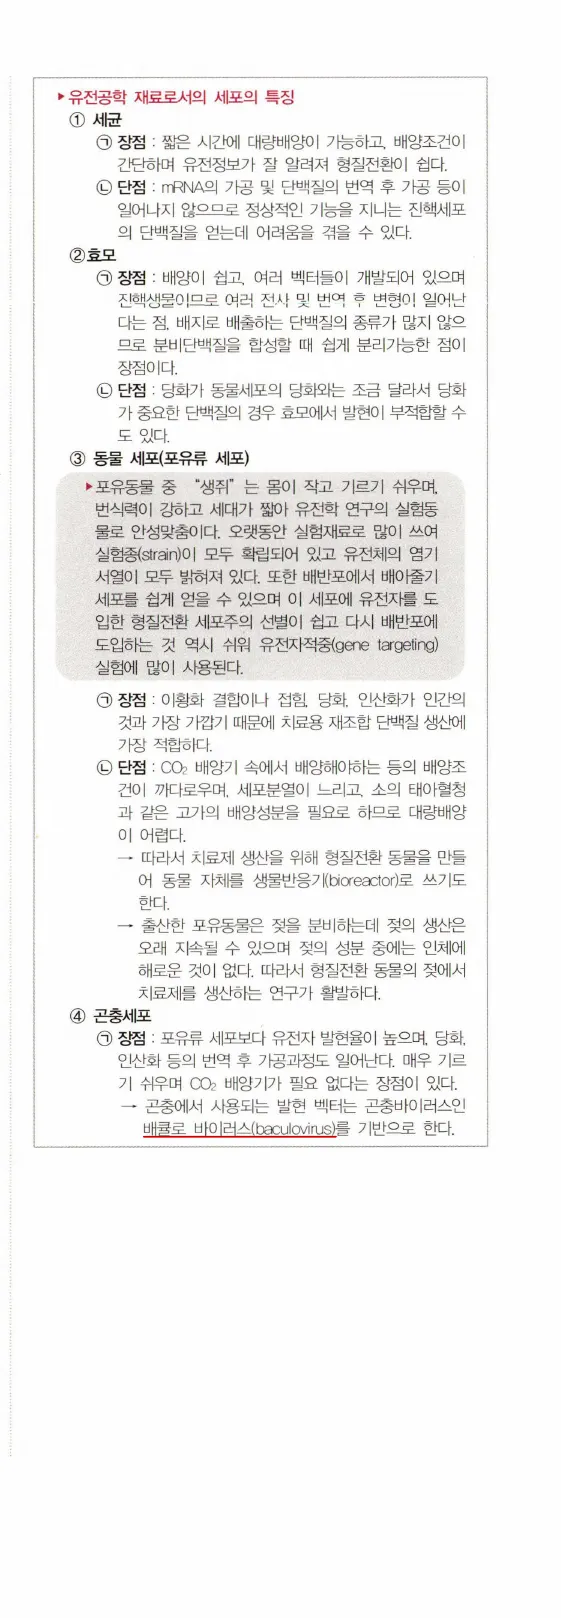 ▶유전공학 재료로서의 세포의 특징
① 세균
㉠ 장점 : 짧은 시간에 대량배양이 가능하고, 배양조건이
간단하며 유전정보가 잘 알려져 형질전환이 쉽다.
㉡ 단점 : mRNA의 가공 및 단백질의 번역 후 가공 등이
일어나지 않으므로 정상적인 기능을 지니는 진핵세포
의 단백질을 얻는데 어려움을 겪을 수 있다.
②효모
㉠ 장점 : 배양이 쉽고, 여러 벡터들이 개발되어 있으며
진핵생물이므로 여러 전사 및 번역 후 변형이 일어난
다는 점, 배지로 배출하는 단백질의 종류가 많지 않으
므로 분비단백질을 합성할 때 쉽게 분리가능한 점이
장점이다.
㉡ 단점 : 당화가 동물세포의 당화와는 조금 달라서 당화
가 중요한 단백질의 경우 효모에서 발현이 부적합할 수
도 있다.
③ 동물 세포(포유류 세포)
▶포유동물 중 “생쥐” 는 몸이 작고 기르기 쉬우며,
번식력이 강하고 세대가 짧아 유전학 연구의 실험동
물로 안성맞춤이다. 오랫동안 실험재료로 많이 쓰여
실험종(strain)이 모두 확립되어 있고 유전체의 염기
서열이 모두 밝혀져 있다. 또한 배반포에서 배아줄기
세포를 쉽게 얻을 수 있으며 이 세포에 유전자를 도
입한 형질전환 세포주의 선별이 쉽고 다시 배반포에
도입하는 것 역시 쉬워 유전자적중(gene targeting)
실험에 많이 사용된다.
㉠ 장점 : 이황화 결합이나 접힘, 당화, 인산화가 인간의
것과 가장 가깝기 때문에 치료용 재조합 단백질 생산에
가장 적합하다.
㉡ 단점 : CO₂ 배양기 속에서 배양해야하는 등의 배양조
건이 까다로우며, 세포분열이 느리고, 소의 태아혈청
과 같은 고가의 배양성분을 필요로 하므로 대량배양
이 어렵다.
→ 따라서 치료제 생산을 위해 형질전환 동물을 만들
어 동물 자체를 생물반응기(bioreactor)로 쓰기도
한다.
→ 출산한 포유동물은 젖을 분비하는데 젖의 생산은
오래 지속될 수 있으며 젖의 성분 중에는 인체에
해로운 것이 없다. 따라서 형질전환 동물의 젖에서
치료제를 생산하는 연구가 활발하다.
④ 곤충세포
㉠ 장점 : 포유류 세포보다 유전자 발현율이 높으며, 당화,
인산화 등의 번역 후 가공과정도 일어난다. 매우 기르
기 쉬우며 CO₂ 배양기가 필요 없다는 장점이 있다.
→ 곤충에서 사용되는 발현 벡터는 곤충바이러스인
배큘로 바이러스(baculovirus)를 기반으로 한다.